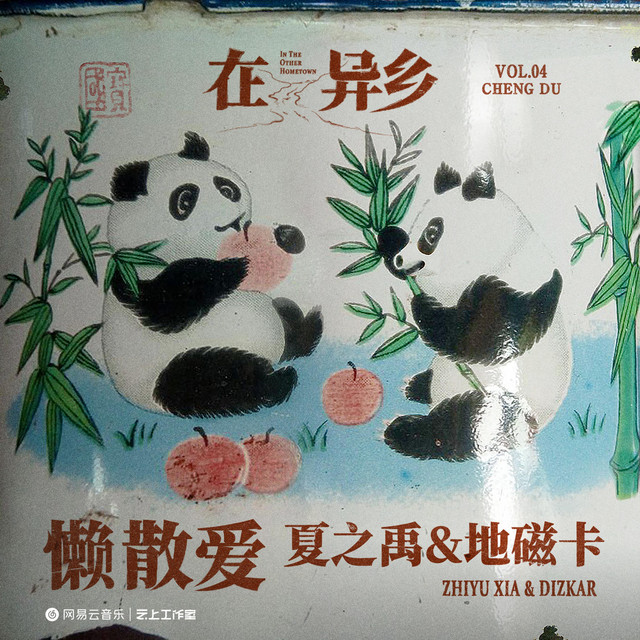 在异乡
IN THE
OTHER
HOMETOWN
VOL.04
CHENG DU
懒散爱
夏之禹&地磁卡
ZHIYU XIA & DIZKAR
网易云音乐 | 云上工作室